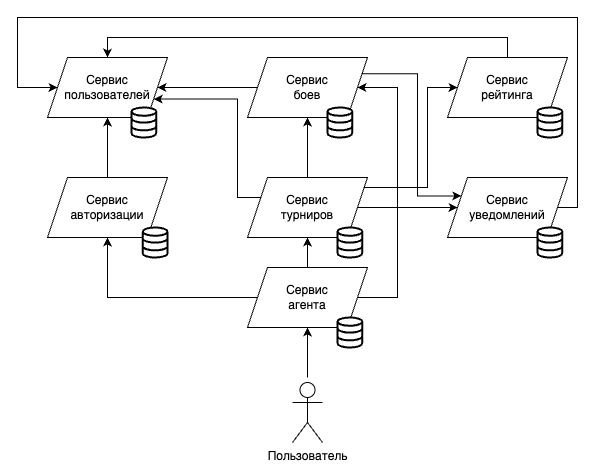 Сервис
пользователей
Сервис
боев
Сервис
рейтинга
Сервис
авторизации
Сервис
турниров
Сервис
уведомлений
Сервис
агента
Пользователь